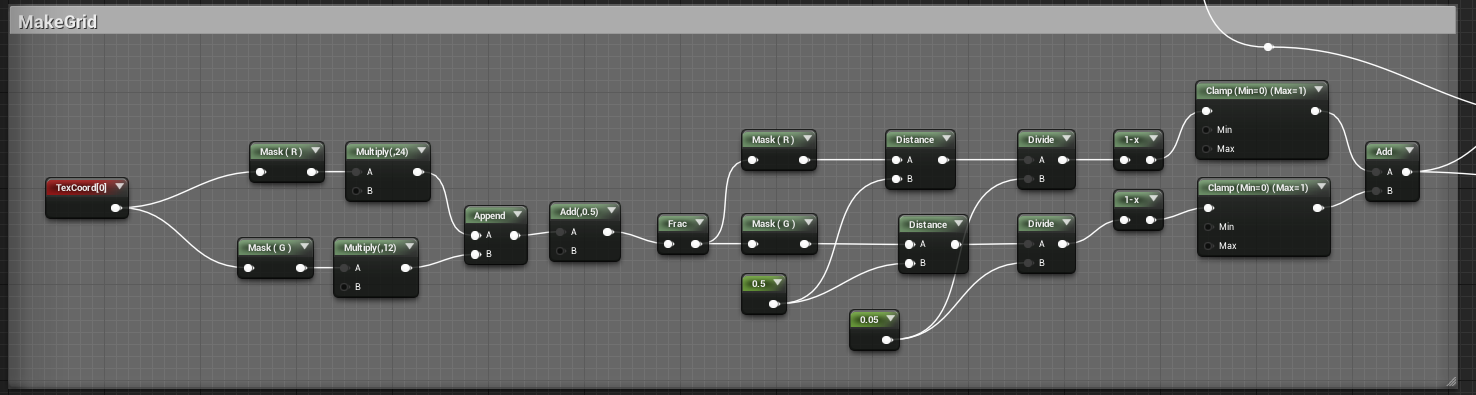 MakeGrid
TexCoord[0]
Mask ( R )
Multiply(,24)
A
B
Mask ( G )
Multiply(,12)
A
B
Append
A
B
Add(,0.5)
A
B
Frac
Mask ( R )
Mask ( G )
0.5
0.05
Distance
A
B
Distance
A
B
Divide
A
B
Divide
A
B
1-x
1-x
Clamp (Min=0) (Max=1)
Min
Max
Clamp (Min=0) (Max=1)
Min
Max
Add
A
B